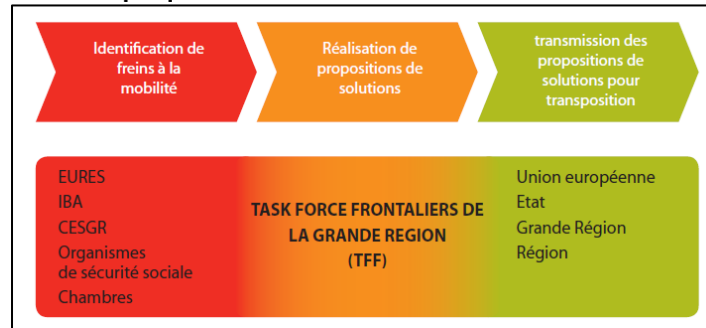 Identification de
freins à la
mobilité
Réalisation de
propositions de
solutions
transmission des
propositions de
solutions pour
transposition
EURES
IBA
CESGR
Organismes
de sécurité sociale
Chambres
TASK FORCE FRONTALIERS DE
LA GRANDE REGION
(TFF)
Union européenne
Etat
Grande Région
Région